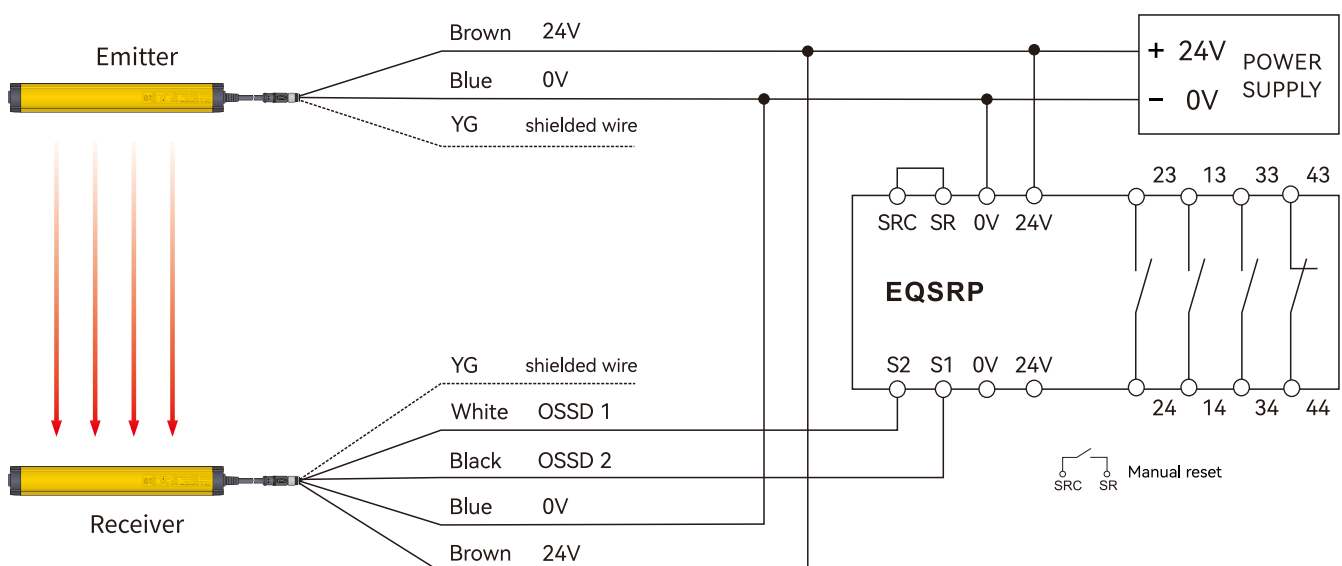 Emitter
Brown 24V
Blue 0V
YG shielded wire
+ 24V
- 0V
POWER
SUPPLY
23 13 33 43
SRC SR 0V 24V
EQSRP
S2 S1 0V 24V
24 14 34 44
YG shielded wire
White OSSD 1
Black OSSD 2
Blue 0V
Brown 24V
Receiver
SRC SR Manual reset